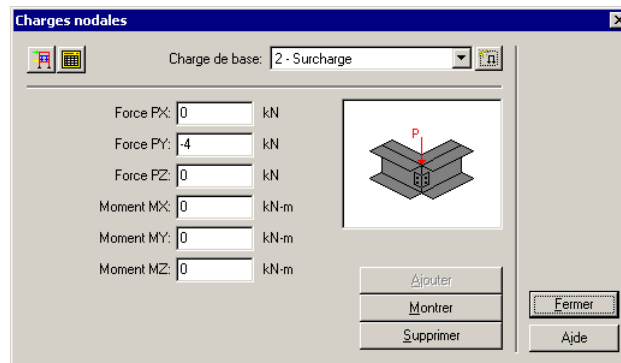 Charges nodales
Charge de base: 2 - Surcharge
Force PX: 0 kN
Force PY: -4 kN
Force PZ: 0 kN
Moment MX: 0 kN-m
Moment MY: 0 kN-m
Moment MZ: 0 kN-m
P
Ajouter
Montrer
Supprimer
Fermer
Aide